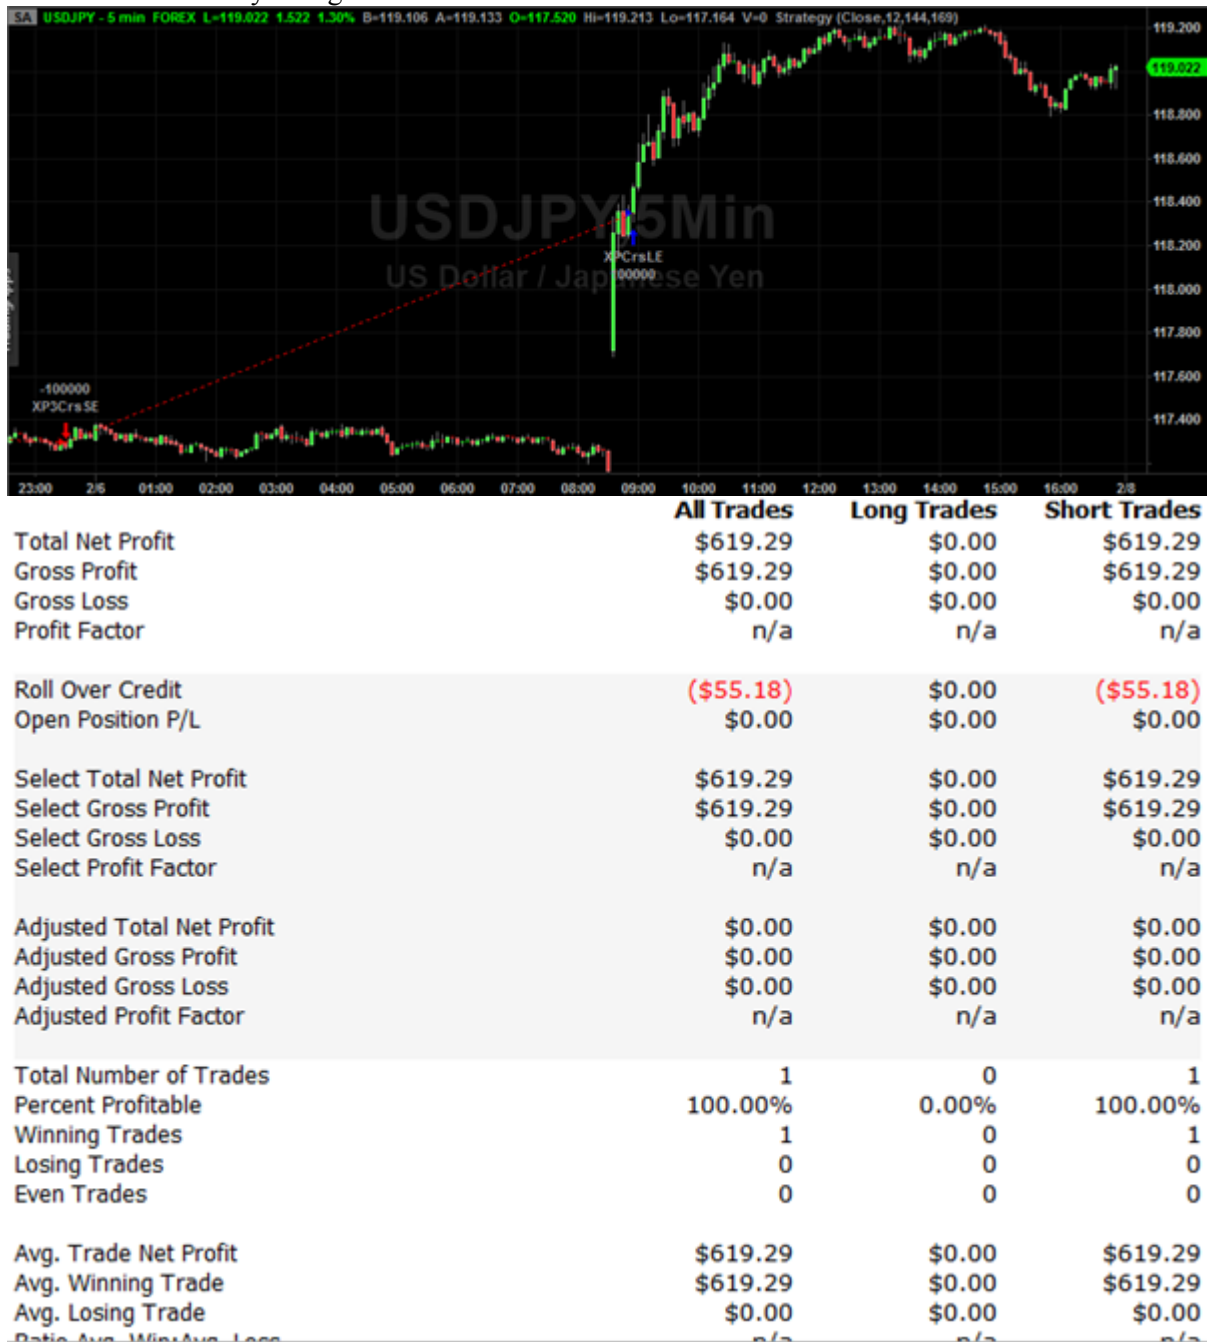 SA USDJPY - 5 min FOREX L=119.022 1.522 1.30% B=119.106 A=119.133 O=117.520 Hi=119.213 Lo=117.164 V=0 Strategy (Close,12,144,169)
119.200
119.022
118.800
118.600
118.400
118.200
118.000
117.800
117.600
117.400
USDJPY,5Min
US Dollar / Japanese Yen
XPCrsLE
00000
-100000
XP3CrsSE
23:00 2/6 01:00 02:00 03:00 04:00 05:00 06:00 07:00 08:00 09:00 10:00 11:00 12:00 13:00 14:00 15:00 16:00 2/8
All Trades Long Trades Short Trades
Total Net Profit $619.29 $0.00 $619.29
Gross Profit $619.29 $0.00 $619.29
Gross Loss $0.00 $0.00 $0.00
Profit Factor n/a n/a n/a
Roll Over Credit ($55.18) $0.00 ($55.18)
Open Position P/L $0.00 $0.00 $0.00
Select Total Net Profit $619.29 $0.00 $619.29
Select Gross Profit $619.29 $0.00 $619.29
Select Gross Loss $0.00 $0.00 $0.00
Select Profit Factor n/a n/a n/a
Adjusted Total Net Profit $0.00 $0.00 $0.00
Adjusted Gross Profit $0.00 $0.00 $0.00
Adjusted Gross Loss $0.00 $0.00 $0.00
Adjusted Profit Factor n/a n/a n/a
Total Number of Trades 1 0 1
Percent Profitable 100.00% 0.00% 100.00%
Winning Trades 1 0 1
Losing Trades 0 0 0
Even Trades 0 0 0
Avg. Trade Net Profit $619.29 $0.00 $619.29
Avg. Winning Trade $619.29 $0.00 $619.29
Avg. Losing Trade $0.00 $0.00 $0.00
Ratio Avg. Win:Avg. Loss n/a n/a n/a